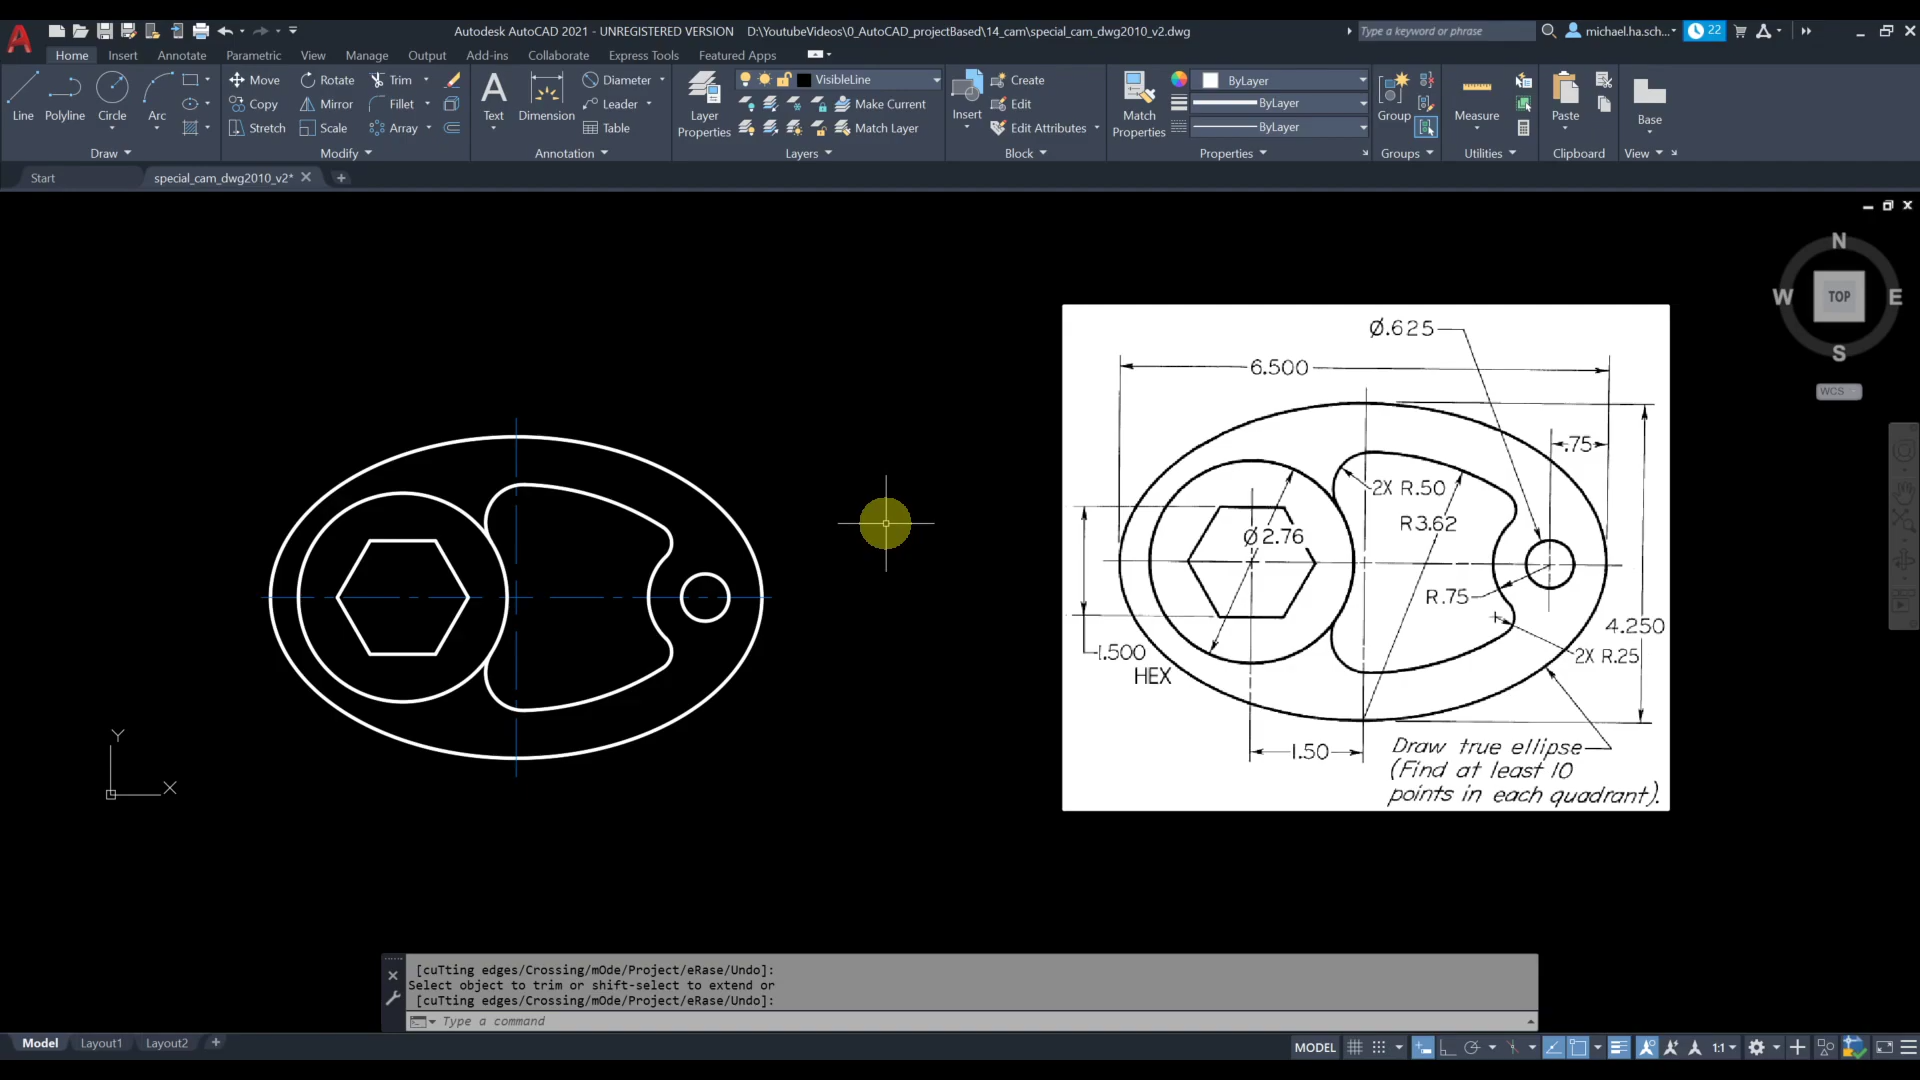 Autodesk AutoCAD 2021 - UNREGISTERED VERSION D:\YoutubeVideos\0_AutoCAD_projectBased\14_cam\special_cam_dwg2010_v2.dwg
Type a keyword or phrase
michael.ha.sch...
22
Home Insert Annotate Parametric View Manage Output Add-ins Collaborate Express Tools Featured Apps
Line Polyline Circle Arc
Move Rotate Trim
Copy Mirror Fillet
Stretch Scale Array
Text Dimension
Diameter
Leader
Table
Layer Properties
VisibleLine
Make Current
Match Layer
Insert
Create
Edit
Edit Attributes
Match Properties
ByLayer
ByLayer
ByLayer
Group
Measure
Paste
Base
Draw Modify Annotation Layers Block Properties Groups Utilities Clipboard View
Start
special_cam_dwg2010_v2*
N
W TOP E
S
WCS
Ø.625
6.500
.75
2X R.50
R3.62
Ø2.76
R.75
4.250
1.500
HEX
2X R.25
1.50
Draw true ellipse
(Find at least 10
points in each quadrant).
Y
X
[cuTting edges/Crossing/mOde/Project/eRase/Undo]:
Select object to trim or shift-select to extend or
[cuTting edges/Crossing/mOde/Project/eRase/Undo]:
Type a command
Model Layout1 Layout2
MODEL
1:1